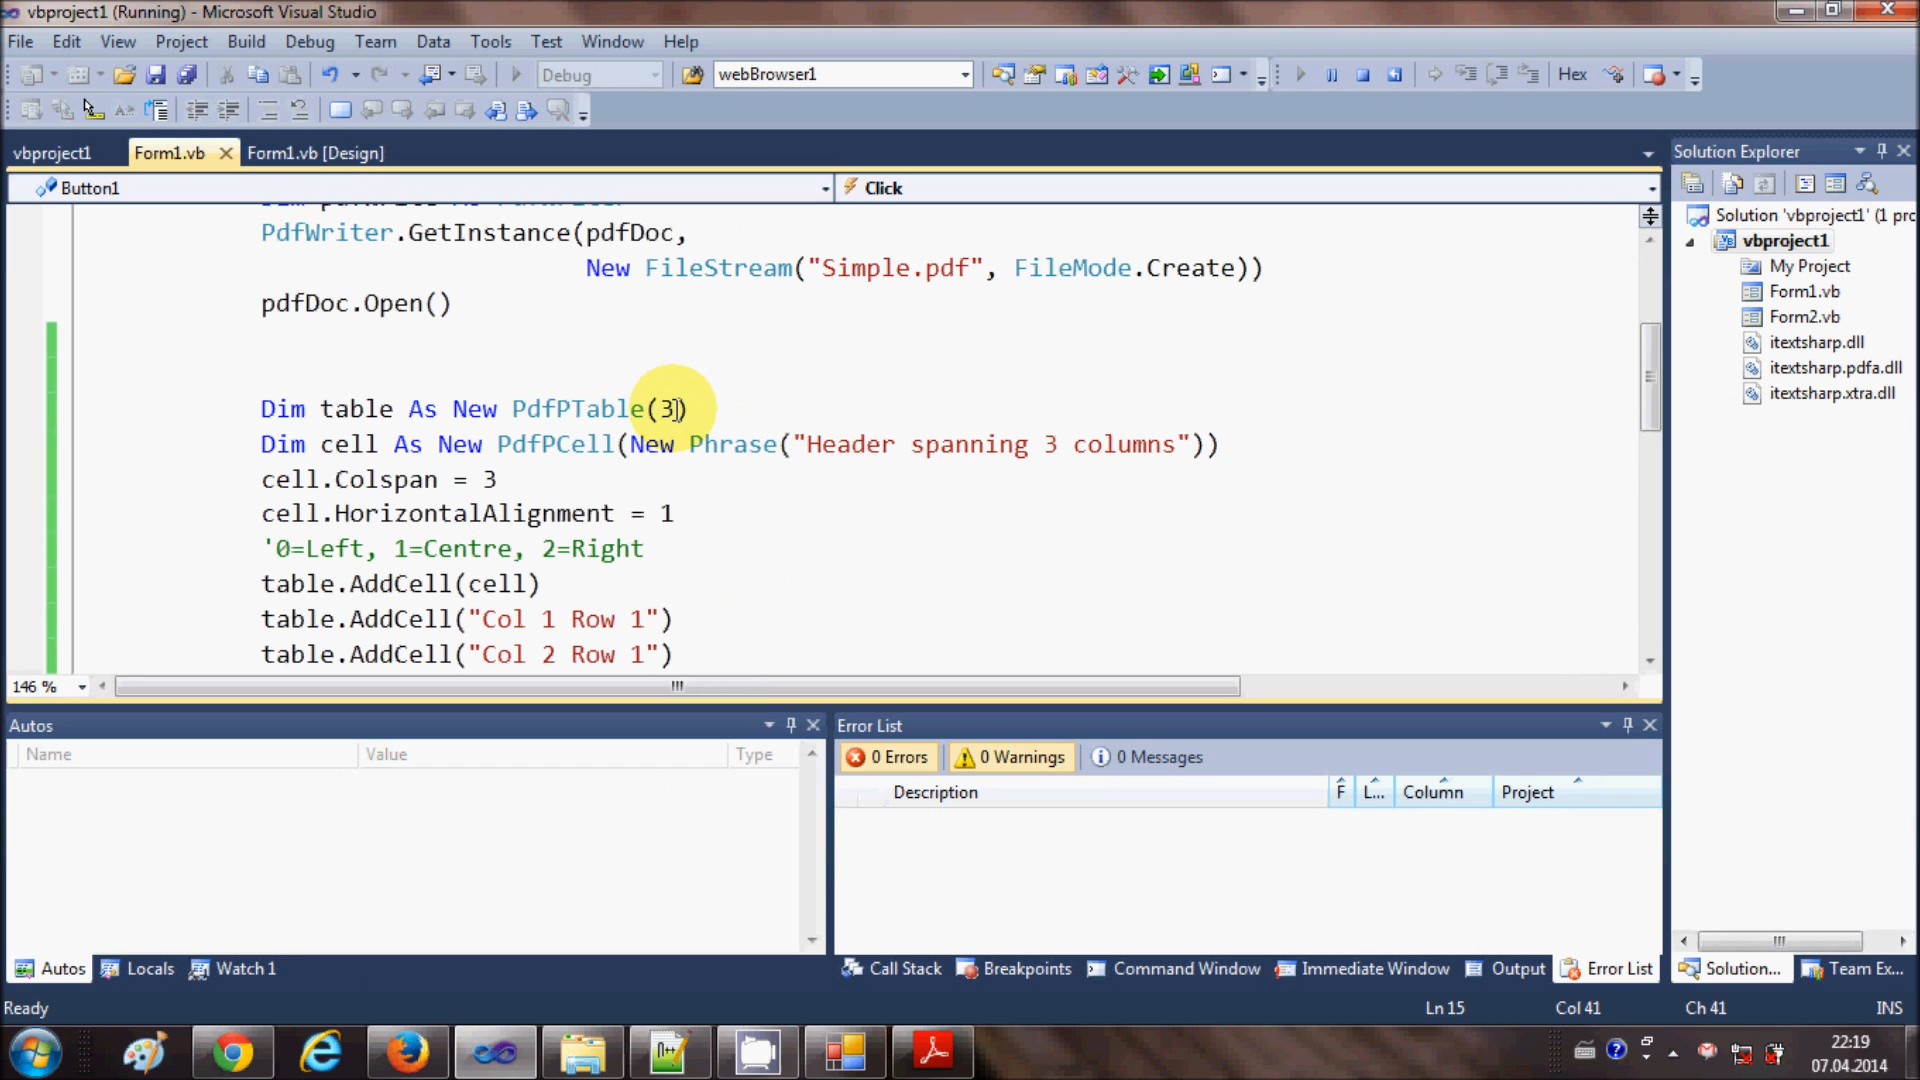 vbproject1 (Running) - Microsoft Visual Studio
File Edit View Project Build Debug Team Data Tools Test Window Help
Debug webBrowser1 Hex
vbproject1 Form1.vb Form1.vb [Design]
Solution Explorer
Button1 Click
PdfWriter.GetInstance(pdfDoc,
New FileStream("Simple.pdf", FileMode.Create))
pdfDoc.Open()
Dim table As New PdfPTable(3)
Dim cell As New PdfPCell(New Phrase("Header spanning 3 columns"))
cell.Colspan = 3
cell.HorizontalAlignment = 1
'0=Left, 1=Centre, 2=Right
table.AddCell(cell)
table.AddCell("Col 1 Row 1")
table.AddCell("Col 2 Row 1")
146 %
Solution 'vbproject1' (1 pro
vbproject1
My Project
Form1.vb
Form2.vb
itextsharp.dll
itextsharp.pdfa.dll
itextsharp.xtra.dll
Autos
Name Value Type
Error List
0 Errors 0 Warnings 0 Messages
Description F L... Column Project
Autos Locals Watch 1
Call Stack Breakpoints Command Window Immediate Window Output Error List
Solution... Team Ex...
Ready Ln 15 Col 41 Ch 41 INS
22:19
07.04.2014